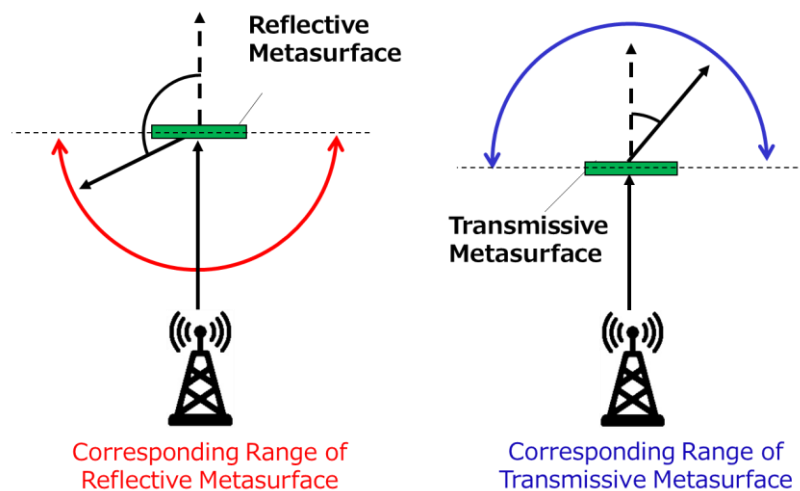 Reflective
Metasurface
Transmissive
Metasurface
Corresponding Range of
Reflective Metasurface
Corresponding Range of
Transmissive Metasurface